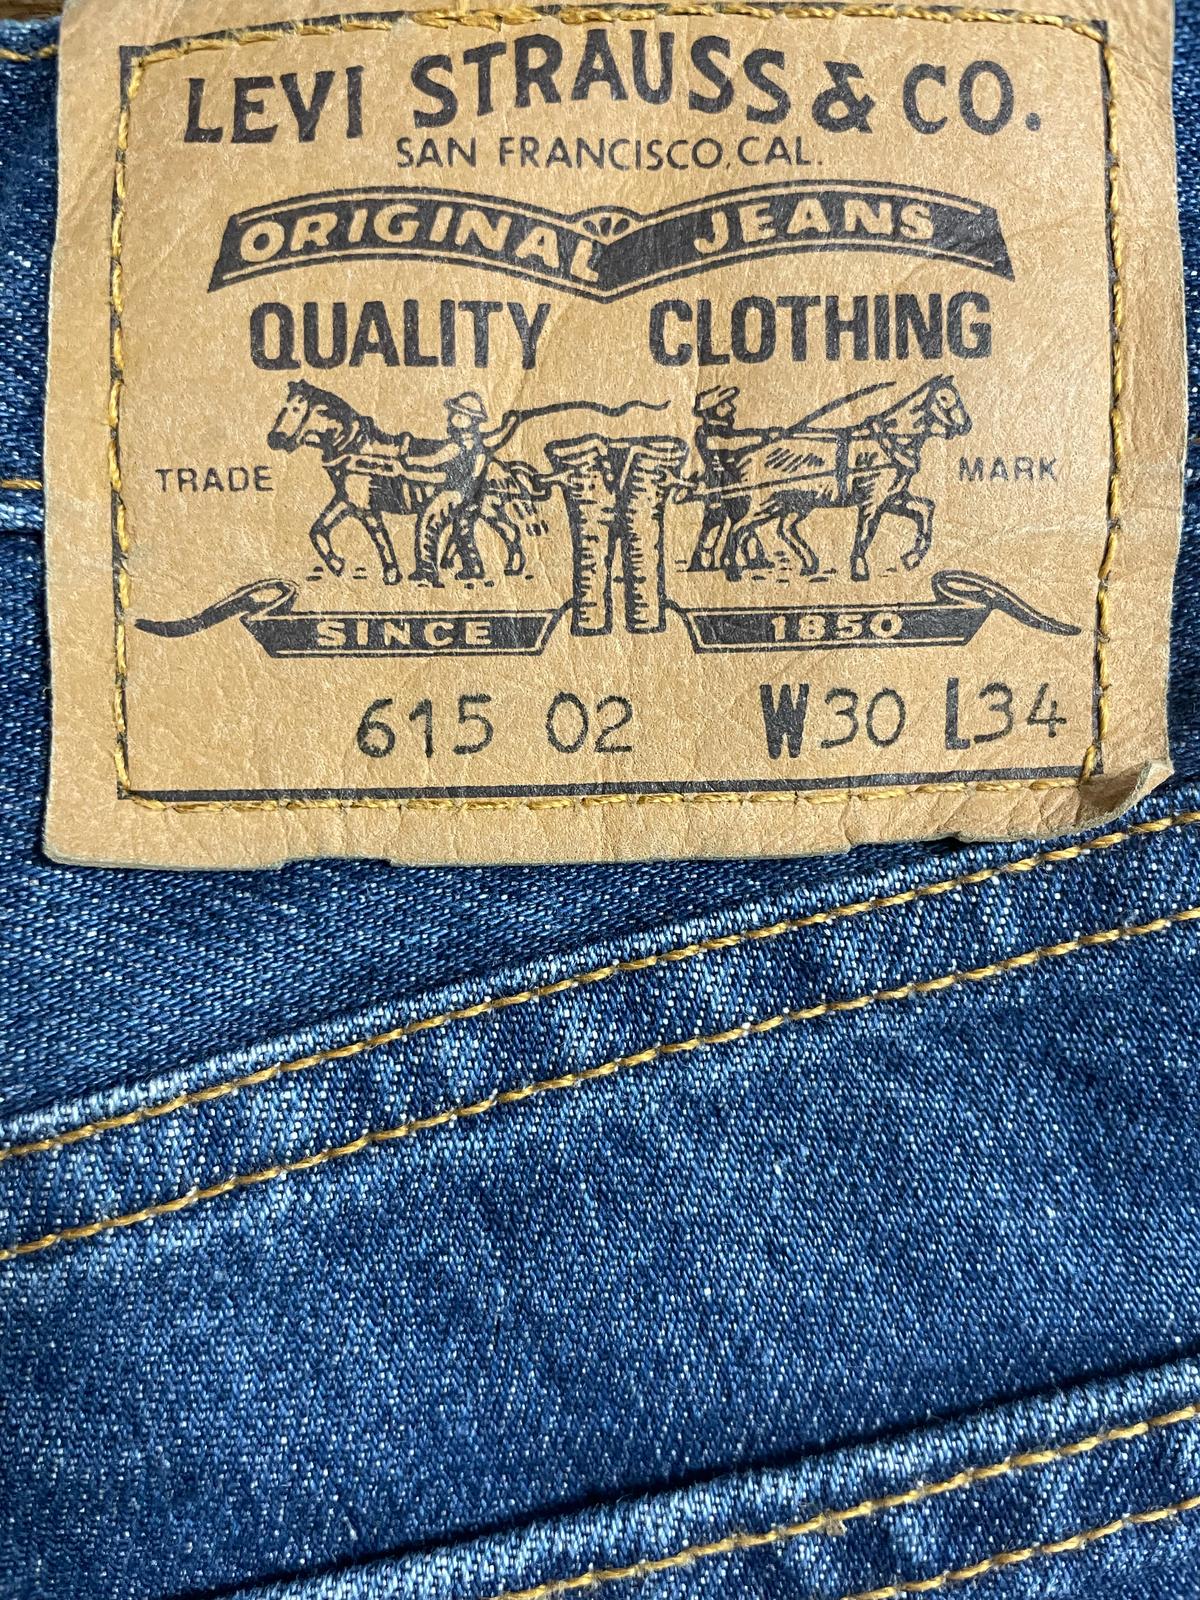 LEVI STRAUSS & CO.
SAN FRANCISCO, CAL.
ORIGINAL JEANS
QUALITY CLOTHING
TRADE MARK
SINCE 1850
615 02 W30 L34